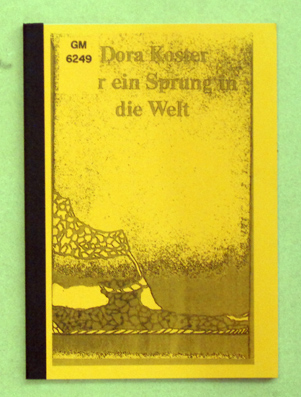 GM
6249
Dora Koster
r ein Sprung in
die Welt